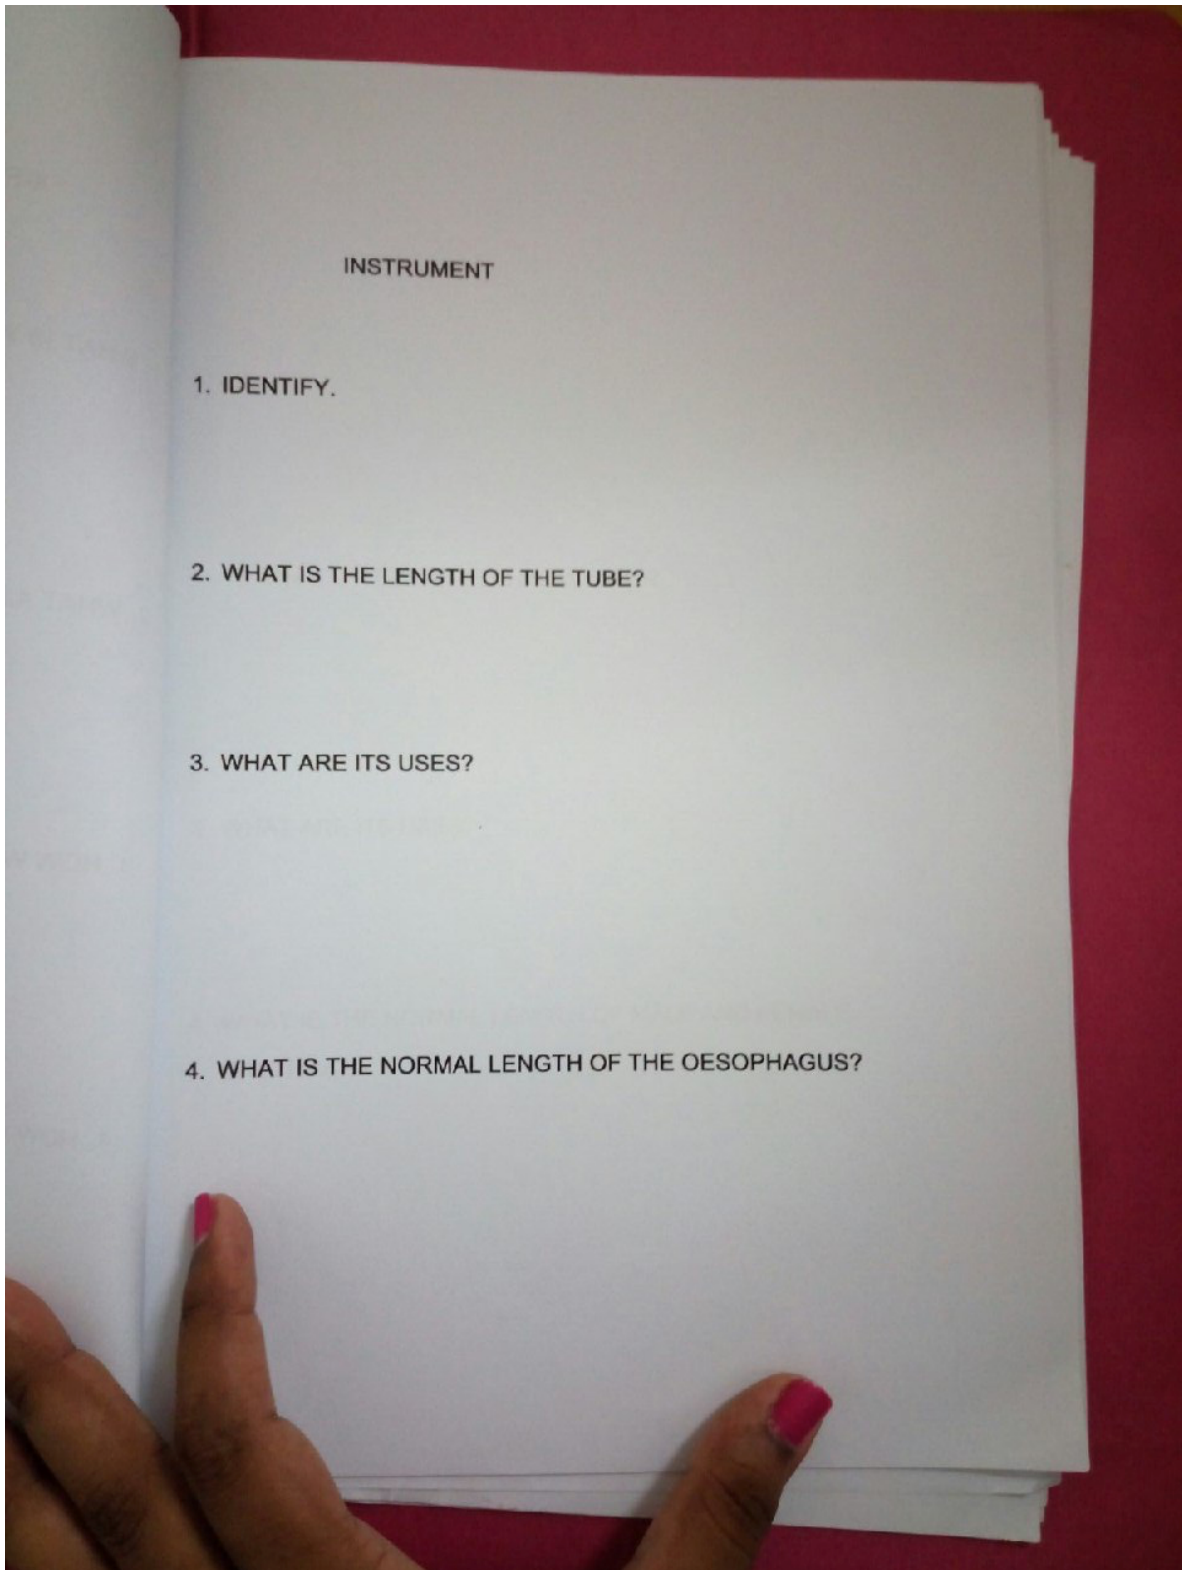 INSTRUMENT
1. IDENTIFY.
2. WHAT IS THE LENGTH OF THE TUBE?
3. WHAT ARE ITS USES?
4. WHAT IS THE NORMAL LENGTH OF THE OESOPHAGUS?